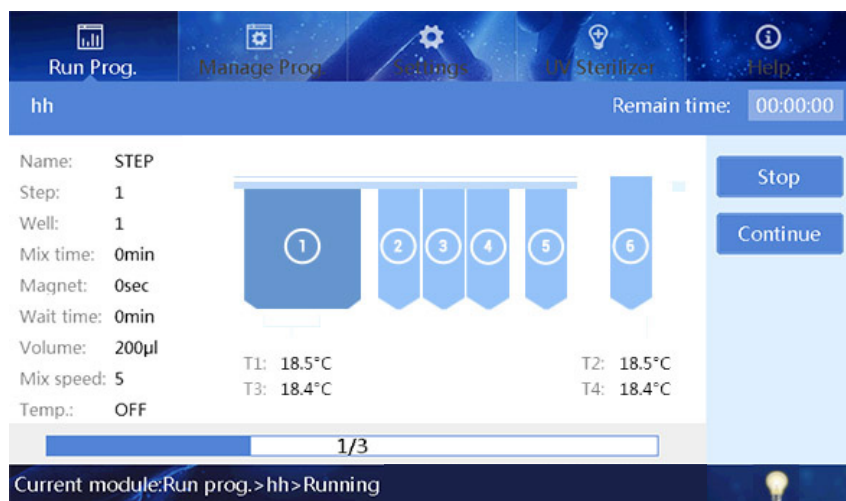 Run Prog.
Manage Prog.
Settings
UV Sterilizer
Help
hh
Remain time: 00:00:00
Name: STEP
Step: 1
Well: 1
Mix time: 0min
Magnet: 0sec
Wait time: 0min
Volume: 200µl
Mix speed: 5
Temp.: OFF
1 2 3 4 5 6
T1: 18.5°C
T3: 18.4°C
T2: 18.5°C
T4: 18.4°C
Stop
Continue
1/3
Current module:Run prog.>hh>Running